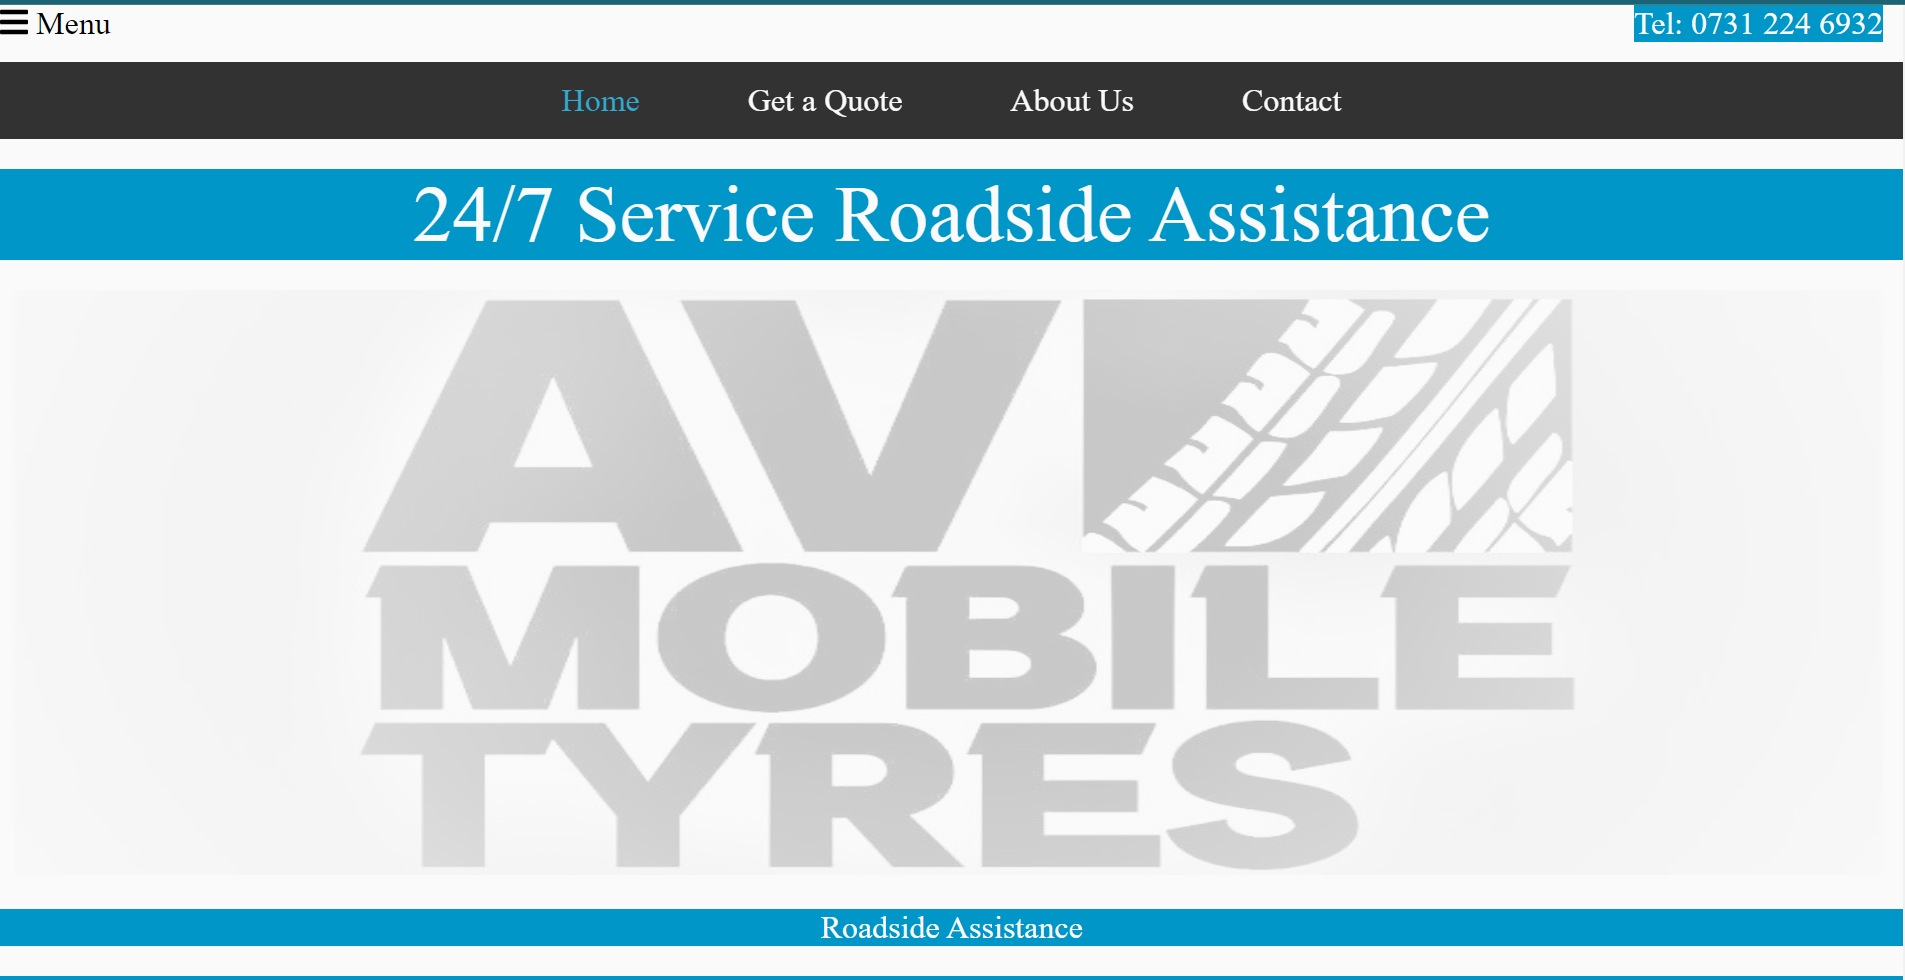 Menu
Tel: 0731 224 6932
Home Get a Quote About Us Contact
24/7 Service Roadside Assistance
AV
MOBILE
TYRES
Roadside Assistance